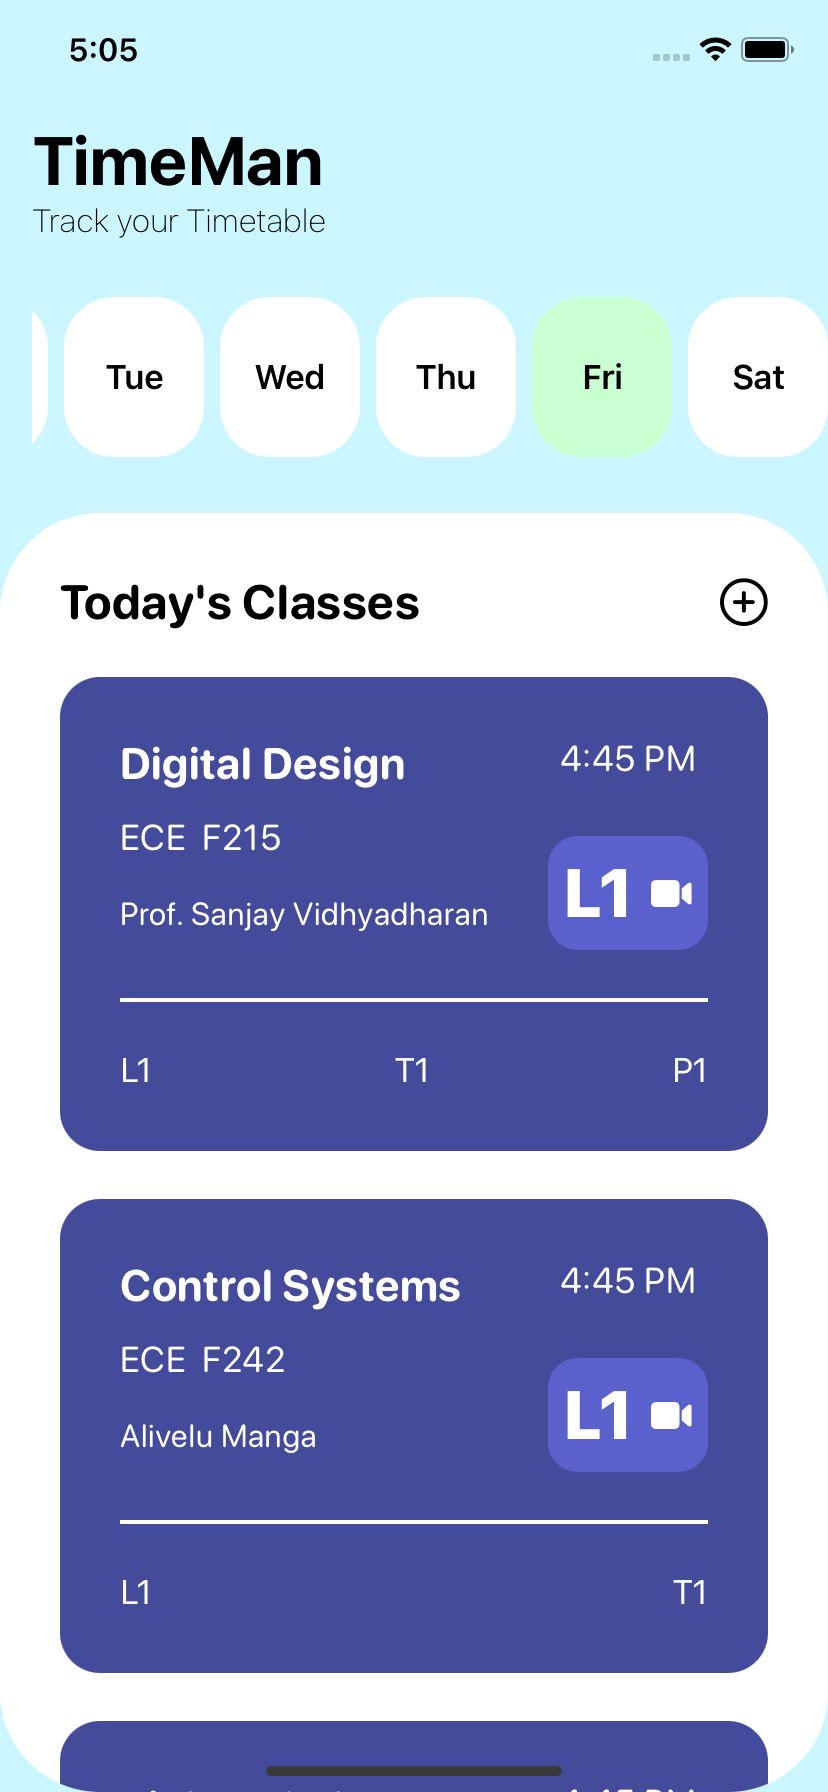 5:05
TimeMan
Track your Timetable
Tue Wed Thu Fri Sat
Today's Classes
Digital Design 4:45 PM
ECE F215
L1
Prof. Sanjay Vidhyadharan
L1 T1 P1
Control Systems 4:45 PM
ECE F242
L1
Alivelu Manga
L1 T1